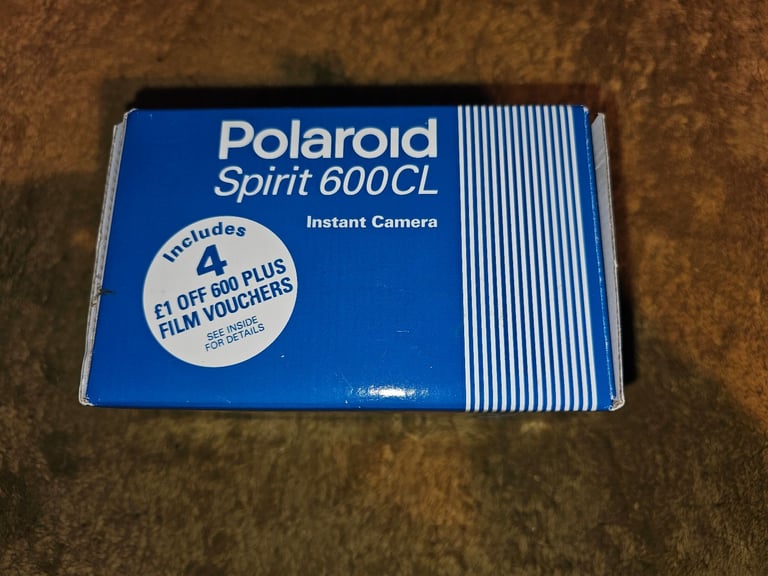 Polaroid
Spirit 600CL
Instant Camera
Includes
4
£1 OFF 600 PLUS
FILM VOUCHERS
SEE INSIDE
FOR DETAILS